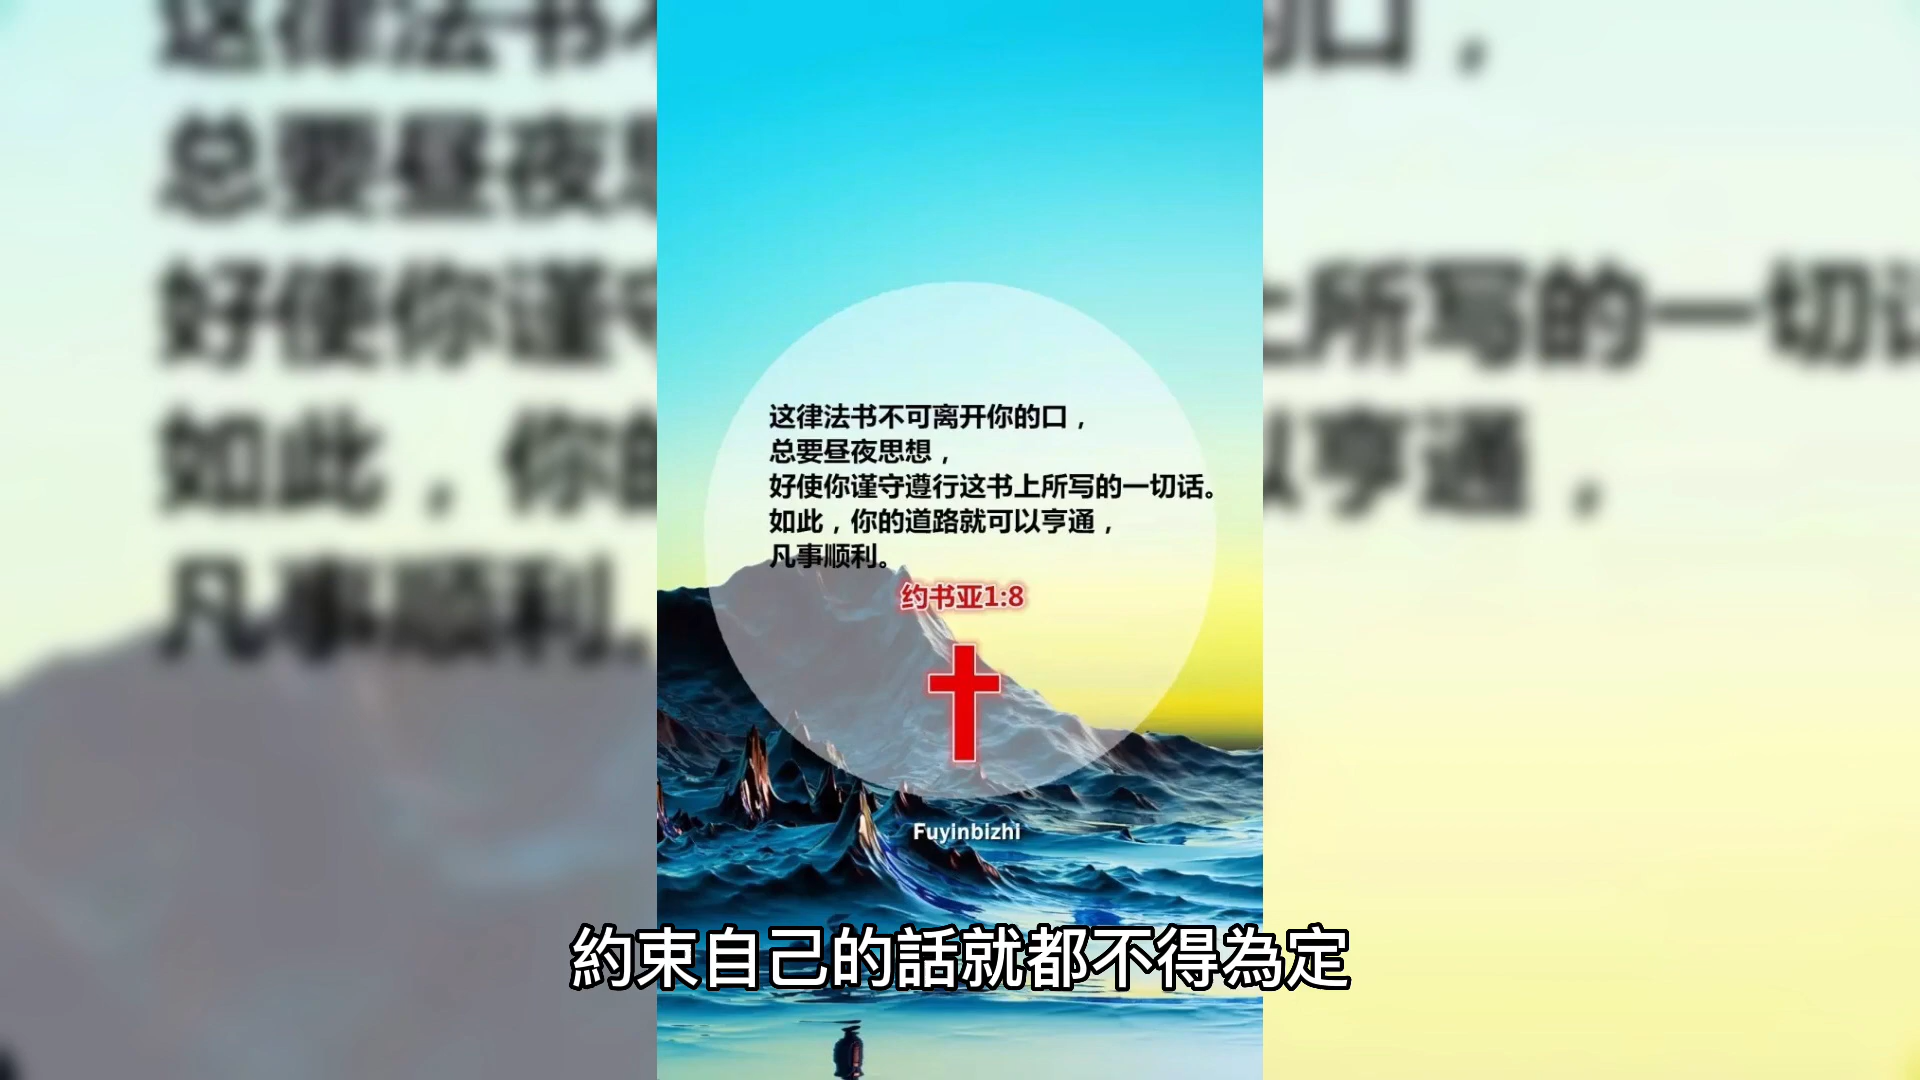 这律法书不可离开你的口，
总要昼夜思想，
好使你谨守遵行这书上所写的一切话。
如此，你的道路就可以亨通，
凡事顺利。
约书亚1:8
Fuyinbizhi
約束自己的話就都不得為定